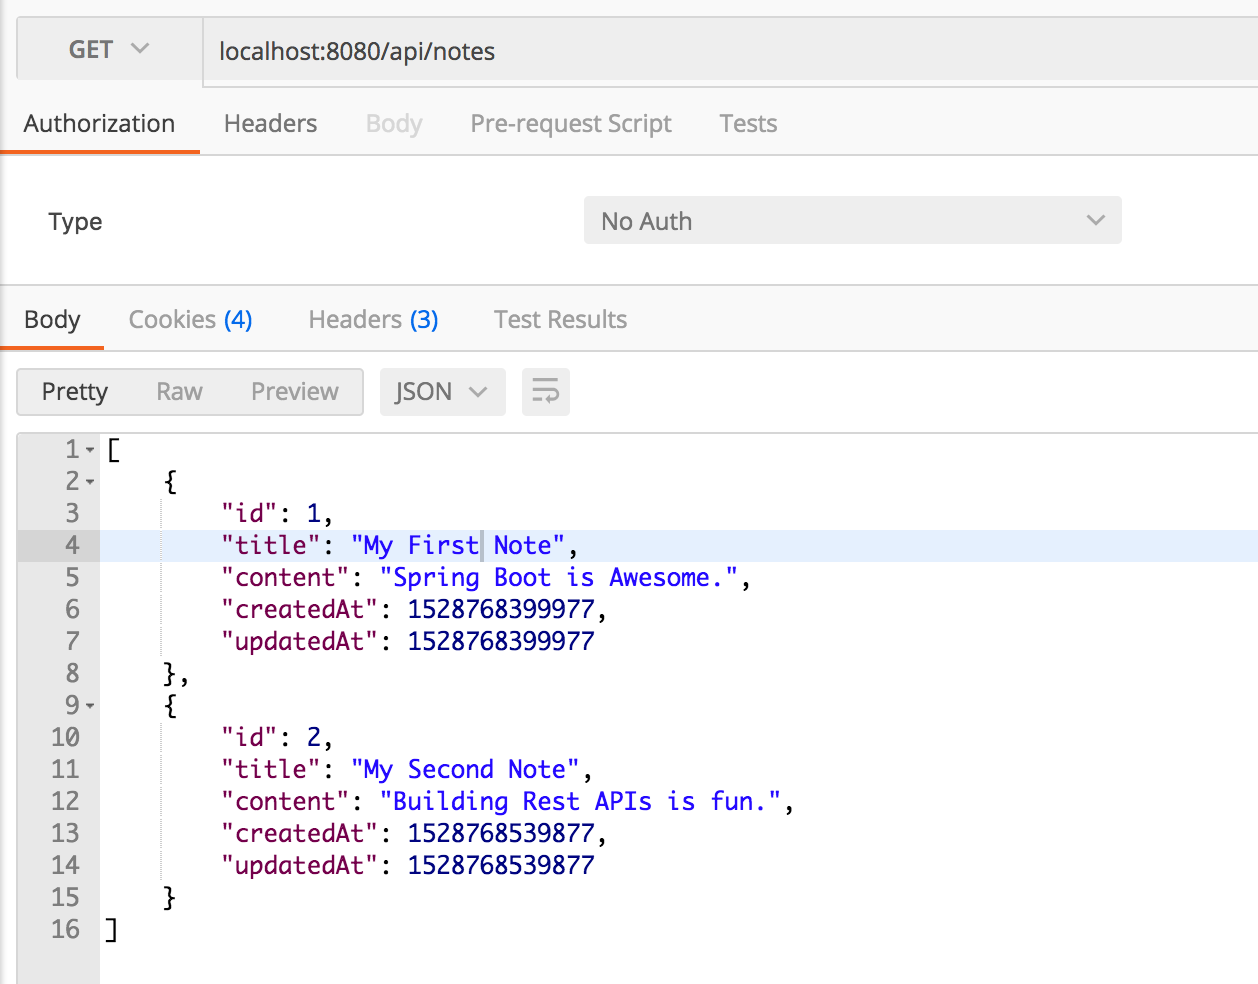 GET localhost:8080/api/notes
Authorization Headers Body Pre-request Script Tests
Type No Auth
Body Cookies (4) Headers (3) Test Results
Pretty Raw Preview JSON
1 [
2 {
3 "id": 1,
4 "title": "My First Note",
5 "content": "Spring Boot is Awesome.",
6 "createdAt": 1528768399977,
7 "updatedAt": 1528768399977
8 },
9 {
10 "id": 2,
11 "title": "My Second Note",
12 "content": "Building Rest APIs is fun.",
13 "createdAt": 1528768539877,
14 "updatedAt": 1528768539877
15 }
16 ]